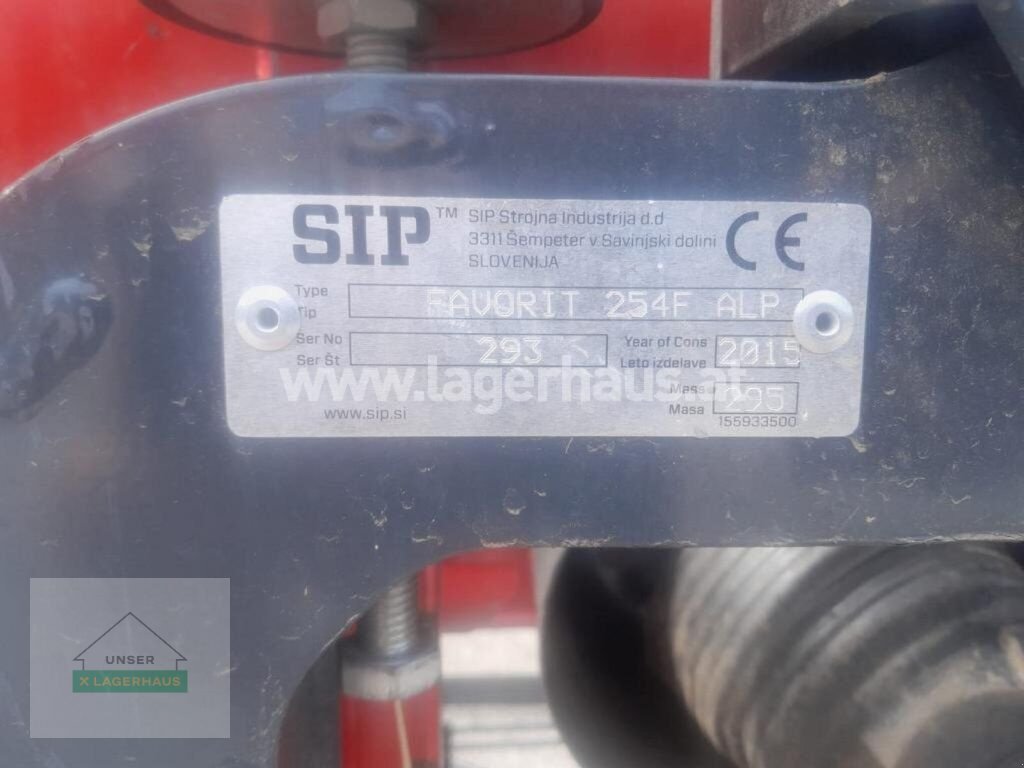 SIP™
SIP Strojna Industrija d.d
3311 Šempeter v Savinjski dolini
SLOVENIJA
CE
Type
Tip
FAVORIT 254F ALP
Ser No
Ser Št
293
Year of Cons
Leto izdelave
2015
www.lagerhaus.at
Mass
Masa
295
www.sip.si
155933500
UNSER
X LAGERHAUS